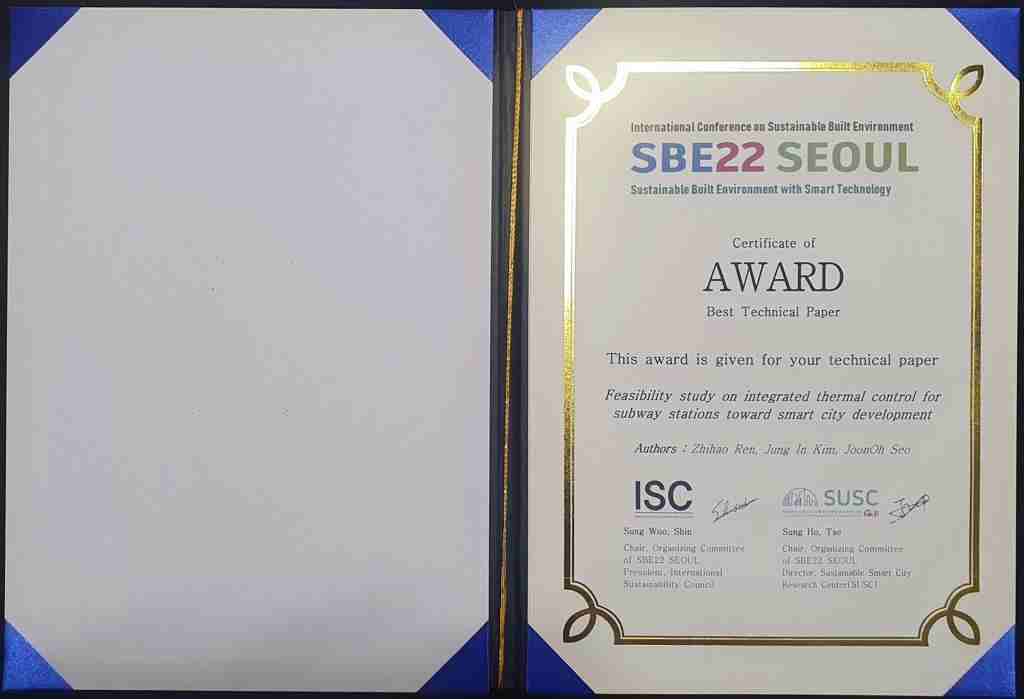 International Conference on Sustainable Built Environment
SBE22 SEOUL
Sustainable Built Environment with Smart Technology
Certificate of
AWARD
Best Technical Paper
This award is given for your technical paper
Feasibility study on integrated thermal control for
subway stations toward smart city development
Authors : Zhihao Ren, Jung In Kim, JoonOh Seo
ISC
SUSC
Sung Woo, Shin
Chair, Organizing Committee
of SBE22 SEOUL
President, International
Sustainability Council
Sung Ho, Tae
Chair, Organizing Committee
of SBE22 SEOUL
Director, Sustainable Smart City
Research Center(SUSC)